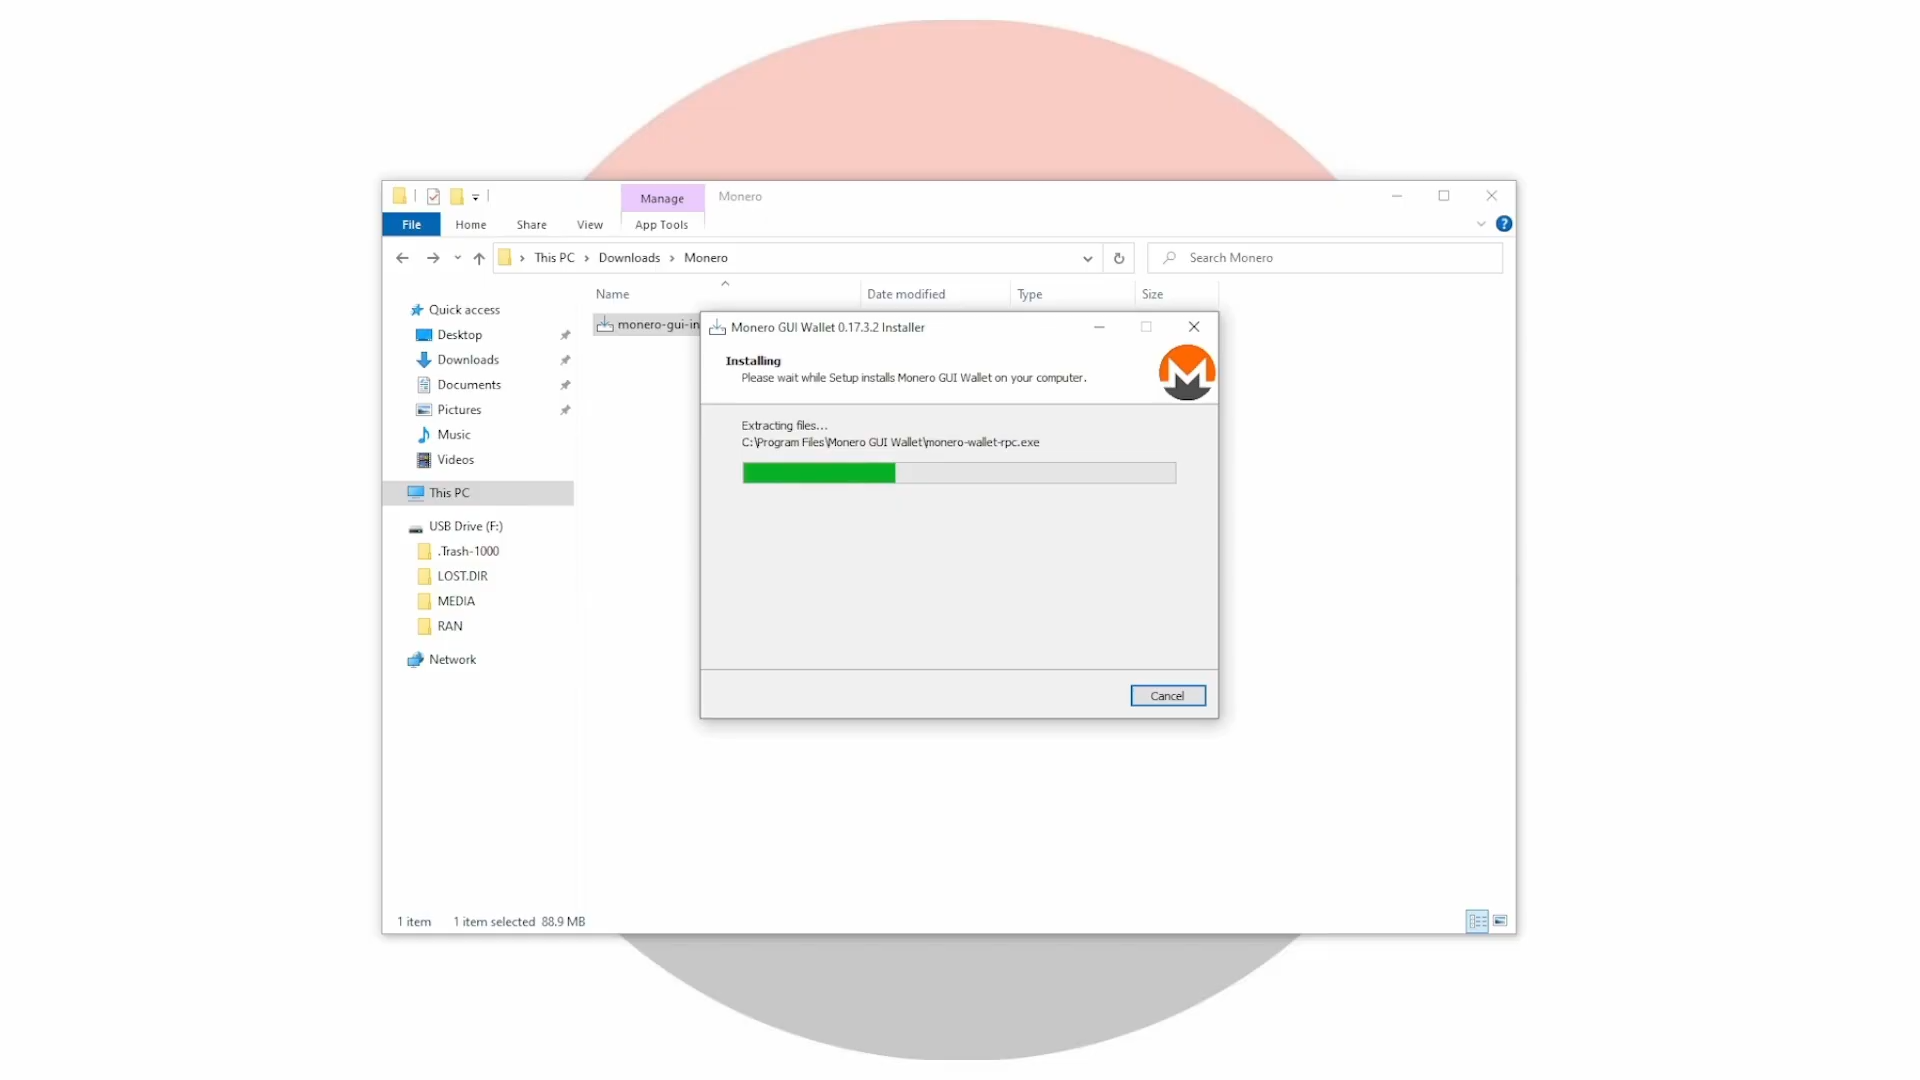 Manage
Monero
File
Home
Share
View
App Tools
This PC
Downloads
Monero
Search Monero
Name
Date modified
Type
Size
Quick access
Desktop
Downloads
Documents
Pictures
Music
Videos
This PC
USB Drive (F:)
.Trash-1000
LOST.DIR
MEDIA
RAN
Network
monero-gui-in
Monero GUI Wallet 0.17.3.2 Installer
Installing
Please wait while Setup installs Monero GUI Wallet on your computer.
Extracting files...
C:\Program Files\Monero GUI Wallet\monero-wallet-rpc.exe
Cancel
1 item
1 item selected 88.9 MB